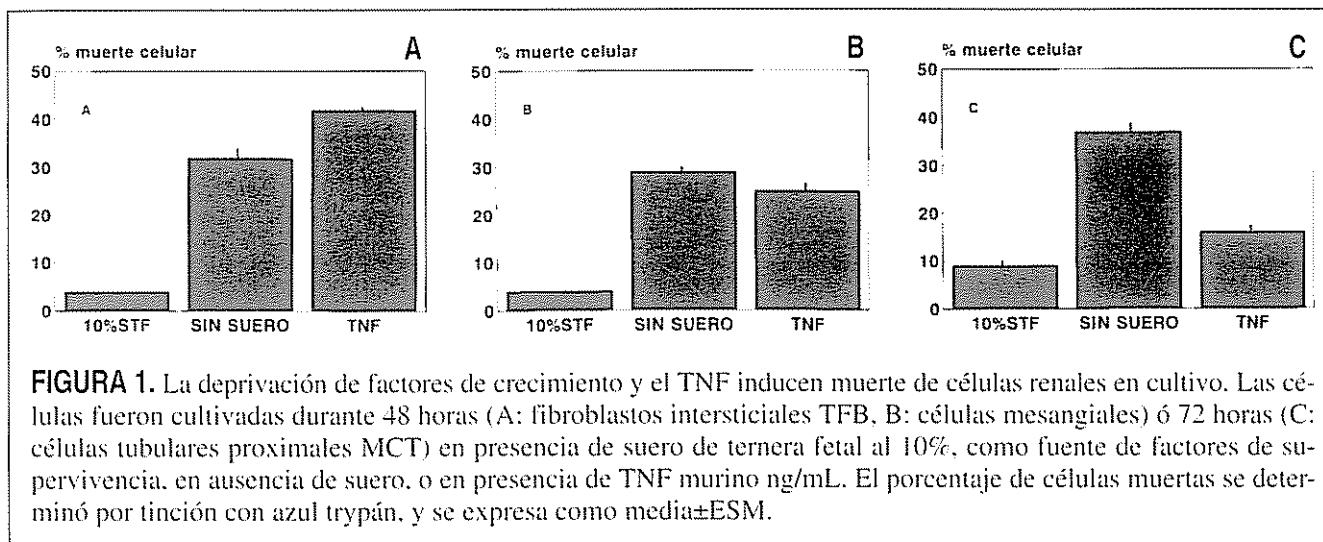 % muerte celular A
50
40
30
20
10
0
A
10%STF SIN SUERO TNF
% muerte celular B
50
40
30
20
10
0
B
10%STF SIN SUERO TNF
% muerte celular C
50
40
30
20
10
0
C
10%STF SIN SUERO TNF
FIGURA 1. La deprivación de factores de crecimiento y el TNF inducen muerte de células renales en cultivo. Las cé-
lulas fueron cultivadas durante 48 horas (A: fibroblastos intersticiales TFB, B: células mesangiales) ó 72 horas (C:
células tubulares proximales MCT) en presencia de suero de ternera fetal al 10%, como fuente de factores de su-
pervivencia, en ausencia de suero, o en presencia de TNF murino ng/mL. El porcentaje de células muertas se deter-
minó por tinción con azul trypán, y se expresa como media±ESM.